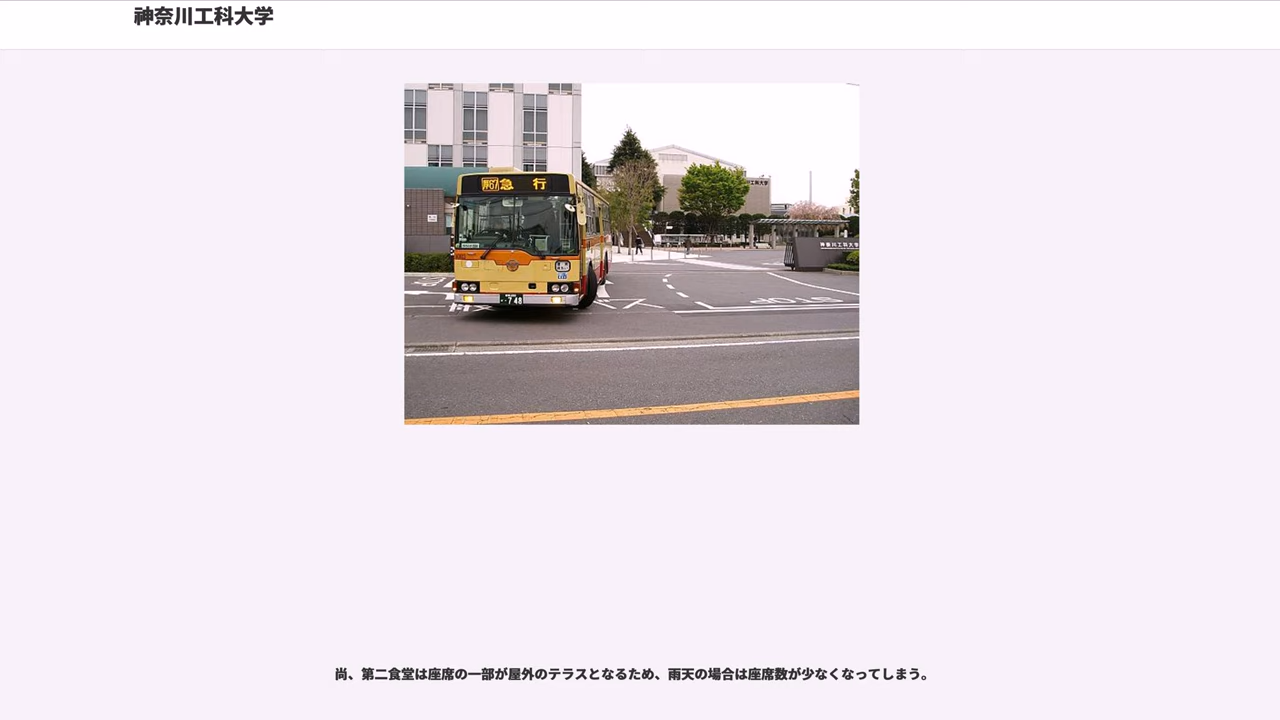 神奈川工科大学
急 行
748
神奈川工科大学
STOP
尚、第二食堂は座席の一部が屋外のテラスとなるため、雨天の場合は座席数が少なくなってしまう。